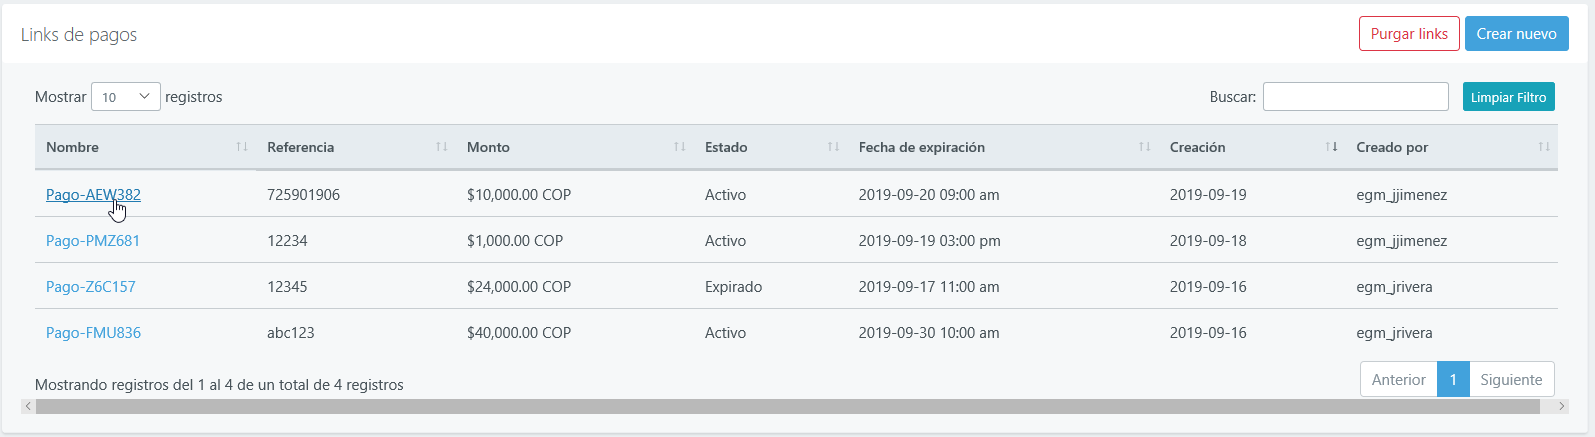 Links de pagos
Purgar links Crear nuevo
Mostrar 10 registros Buscar: Limpiar Filtro
Nombre Referencia Monto Estado Fecha de expiración Creación Creado por
Pago-AEW382 725901906 $10,000.00 COP Activo 2019-09-20 09:00 am 2019-09-19 egm_jjimenez
Pago-PMZ681 12234 $1,000.00 COP Activo 2019-09-19 03:00 pm 2019-09-18 egm_jjimenez
Pago-Z6C157 12345 $24,000.00 COP Expirado 2019-09-17 11:00 am 2019-09-16 egm_jrivera
Pago-FMU836 abc123 $40,000.00 COP Activo 2019-09-30 10:00 am 2019-09-16 egm_jrivera
Mostrando registros del 1 al 4 de un total de 4 registros Anterior 1 Siguiente